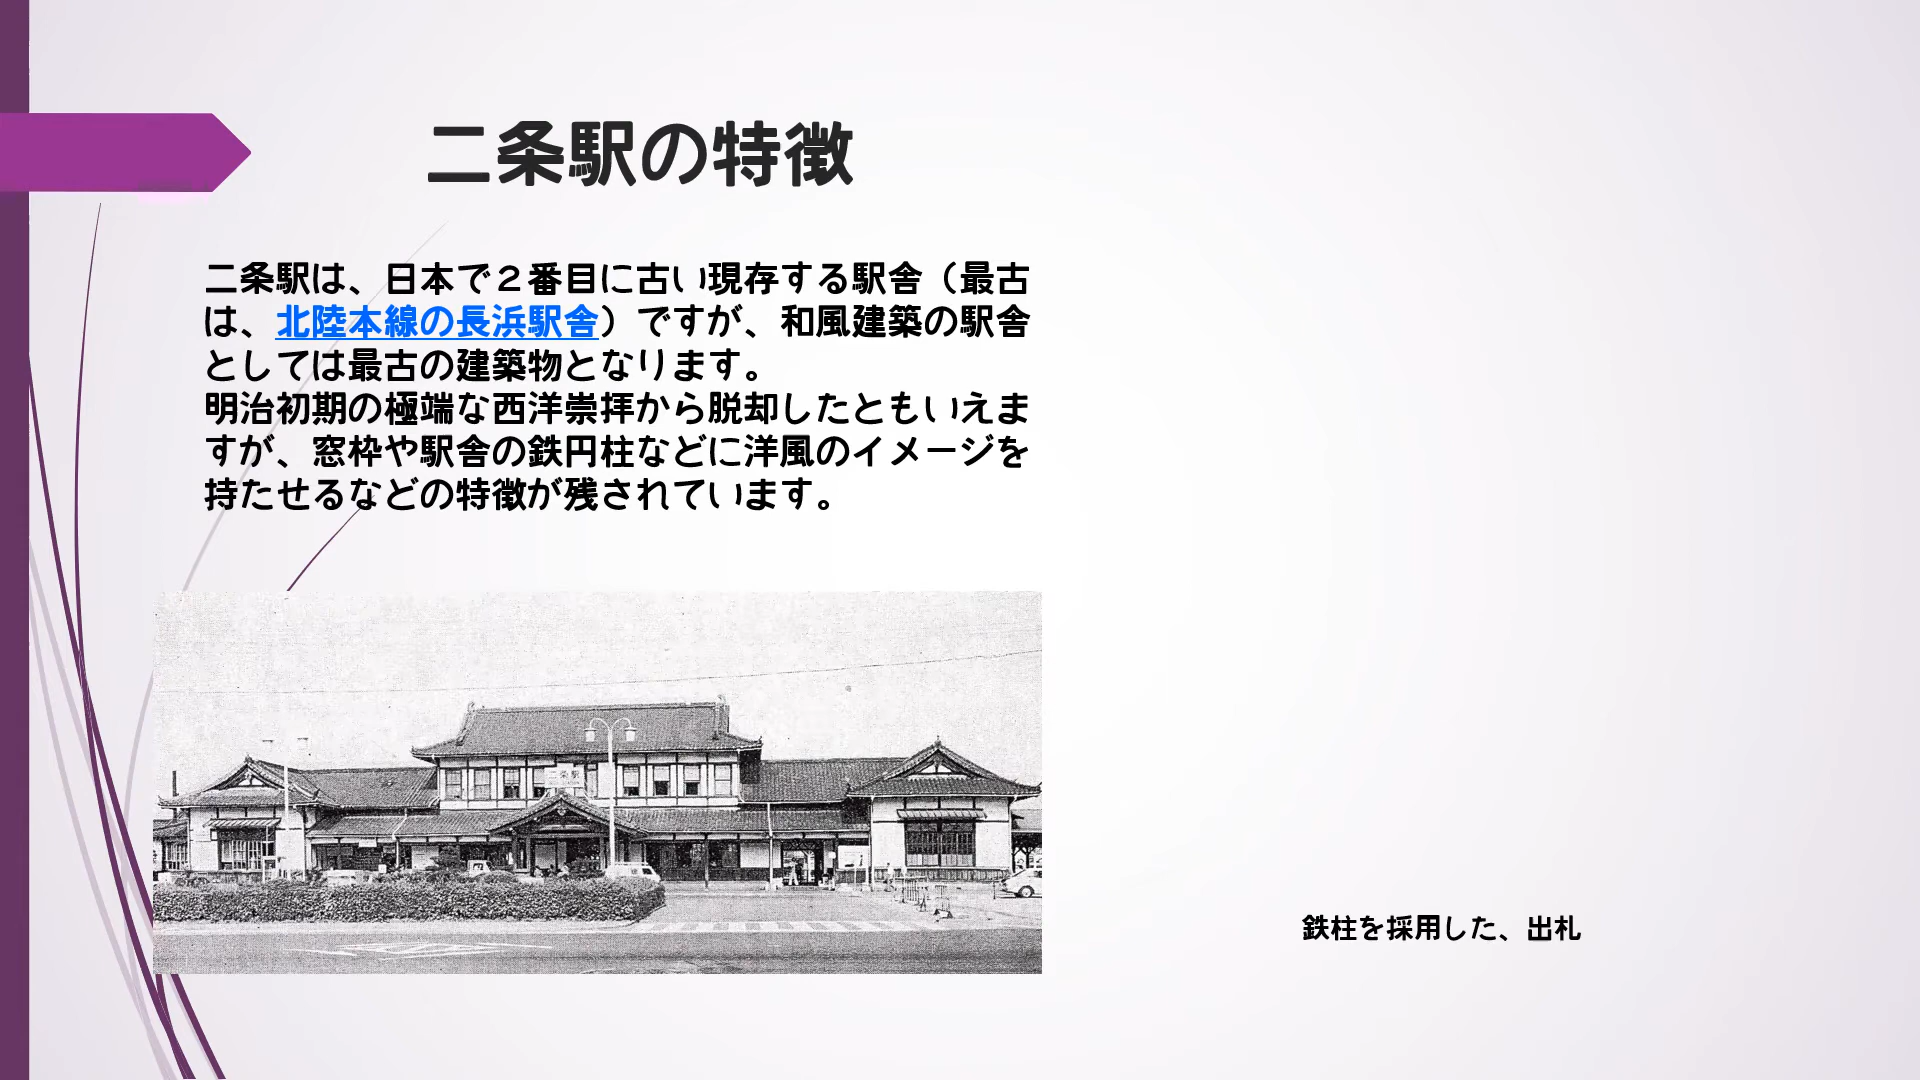 二条駅の特徴
二条駅は、日本で２番目に古い現存する駅舎（最古
は、北陸本線の長浜駅舎）ですが、和風建築の駅舎
としては最古の建築物となります。
明治初期の極端な西洋崇拝から脱却したともいえま
すが、窓枠や駅舎の鉄円柱などに洋風のイメージを
持たせるなどの特徴が残されています。
二条駅
鉄柱を採用した、出札